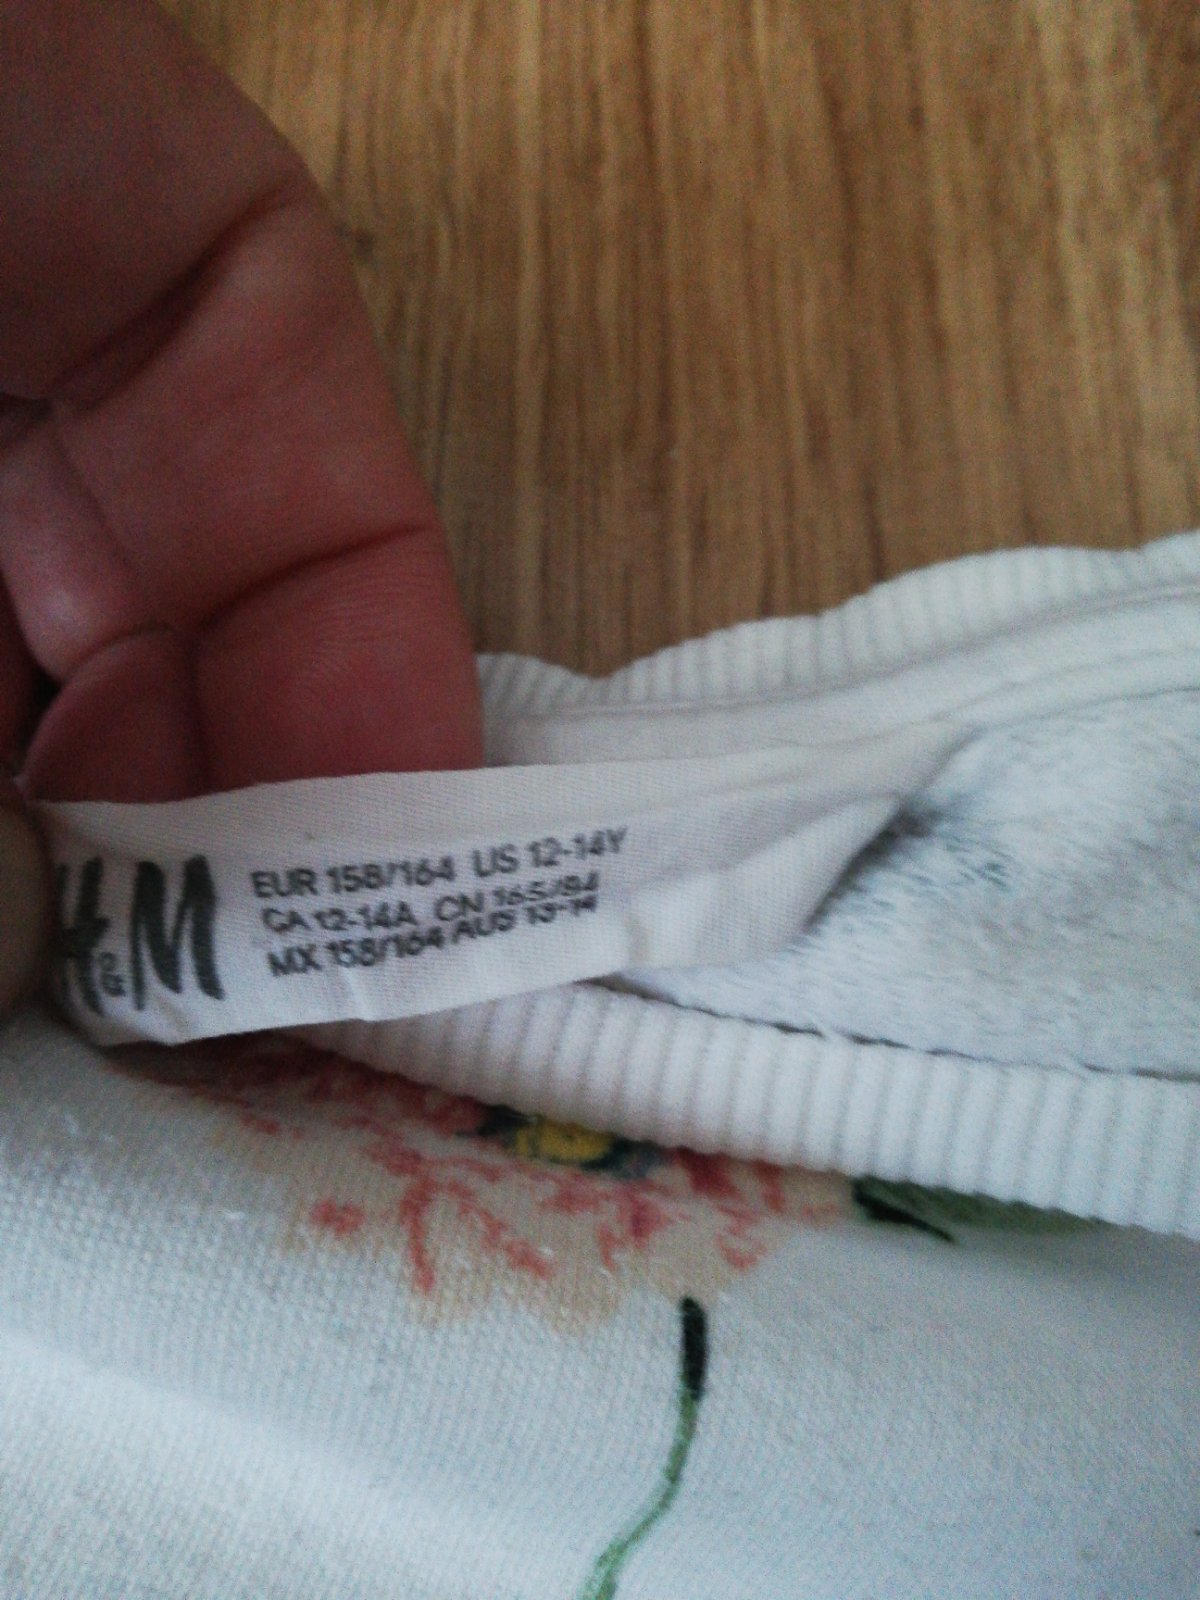 H&M
EUR 158/164 US 12-14Y
CA 12-14A CN 165/84
MX 158/164 AUS 13-14